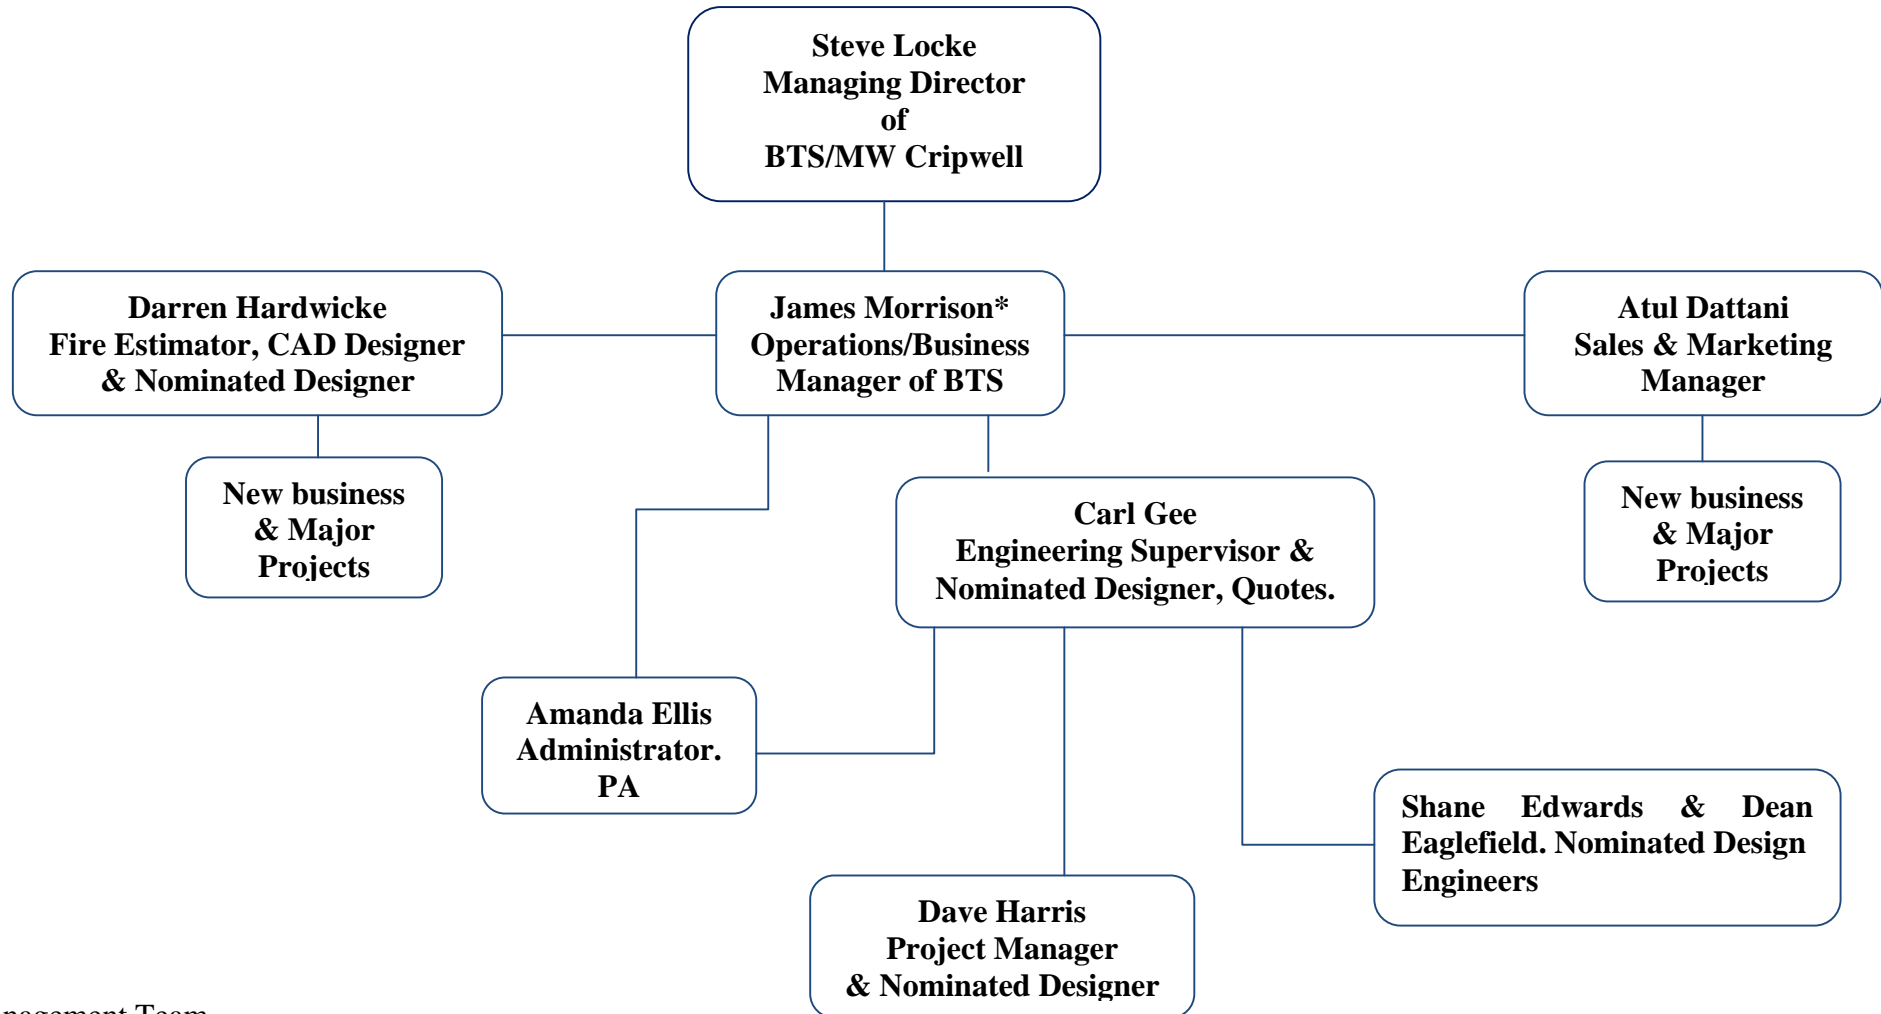 Steve Locke
Managing Director
of
BTS/MW Cripwell
Darren Hardwicke
Fire Estimator, CAD Designer
& Nominated Designer
James Morrison*
Operations/Business
Manager of BTS
Atul Dattani
Sales & Marketing
Manager
New business
& Major
Projects
Carl Gee
Engineering Supervisor &
Nominated Designer, Quotes.
New business
& Major
Projects
Amanda Ellis
Administrator.
PA
Shane Edwards & Dean
Eaglefield. Nominated Design
Engineers
Dave Harris
Project Manager
& Nominated Designer
nagement Team